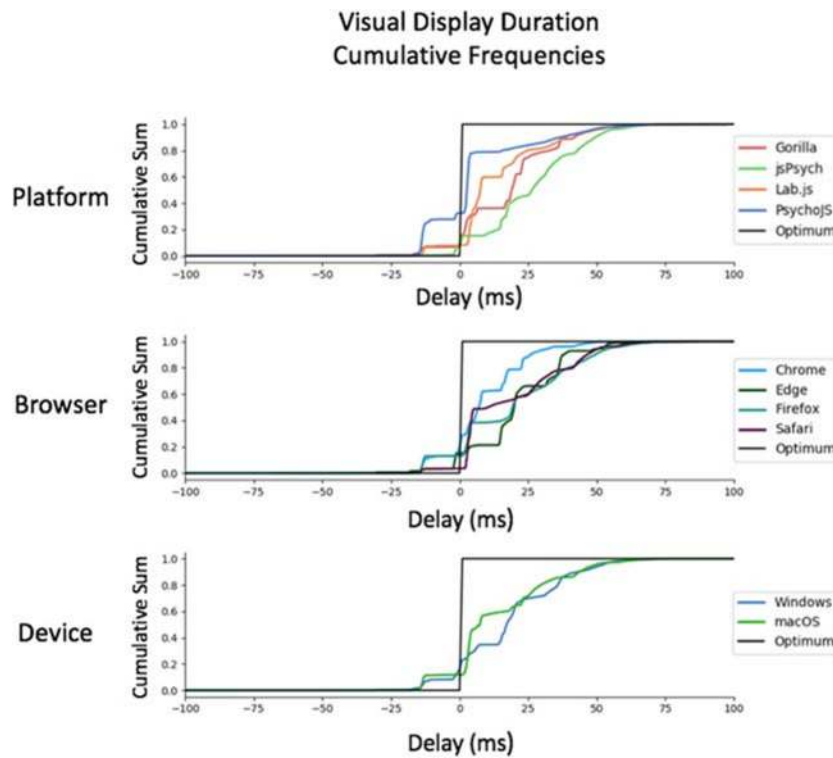 Visual Display Duration
Cumulative Frequencies
Platform
Cumulative Sum
1.0
0.8
0.6
0.4
0.2
0.0
−100
−75
−50
−25
0
25
50
75
100
Delay (ms)
Gorilla
jsPsych
Lab.js
PsychoJS
Optimum
Browser
Cumulative Sum
1.0
0.8
0.6
0.4
0.2
0.0
−100
−75
−50
−25
0
25
50
75
100
Delay (ms)
Chrome
Edge
Firefox
Safari
Optimum
Device
Cumulative Sum
1.0
0.8
0.6
0.4
0.2
0.0
−100
−75
−50
−25
0
25
50
75
100
Delay (ms)
Windows
macOS
Optimum